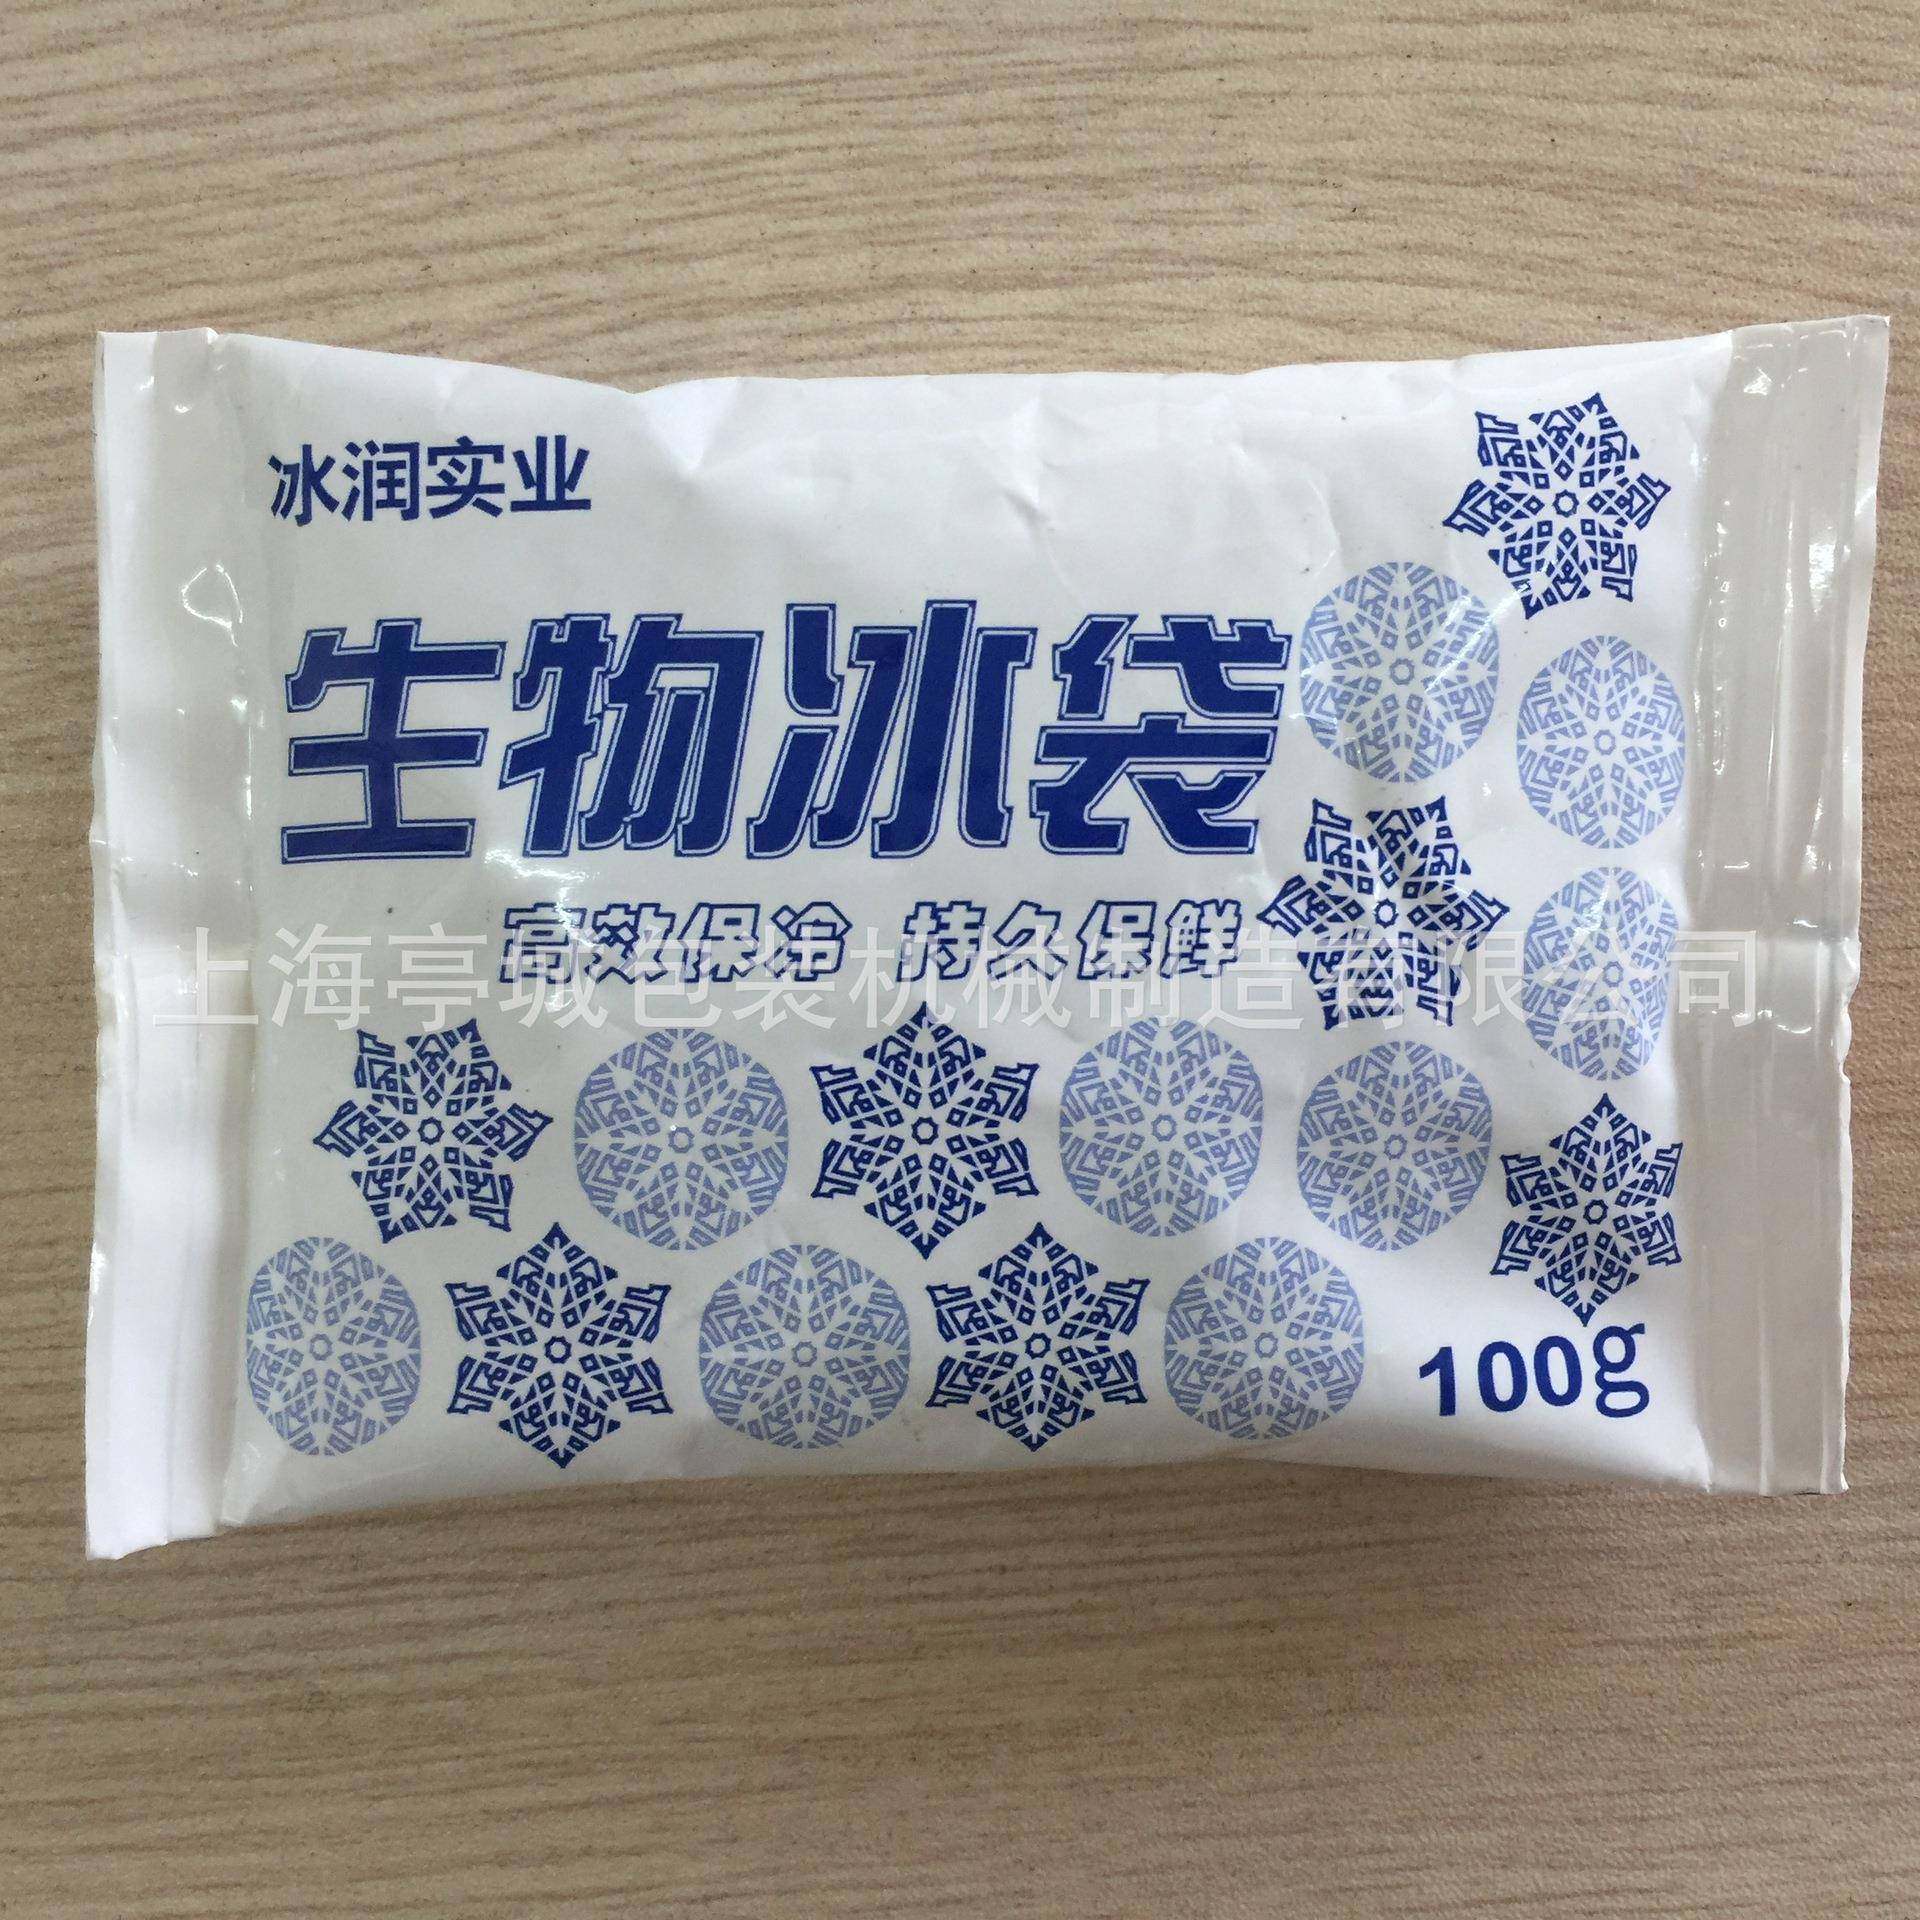 冰润实业
生物冰袋
高效保冷 持久保鲜
上海亭城包装机械制造有限公司
100g